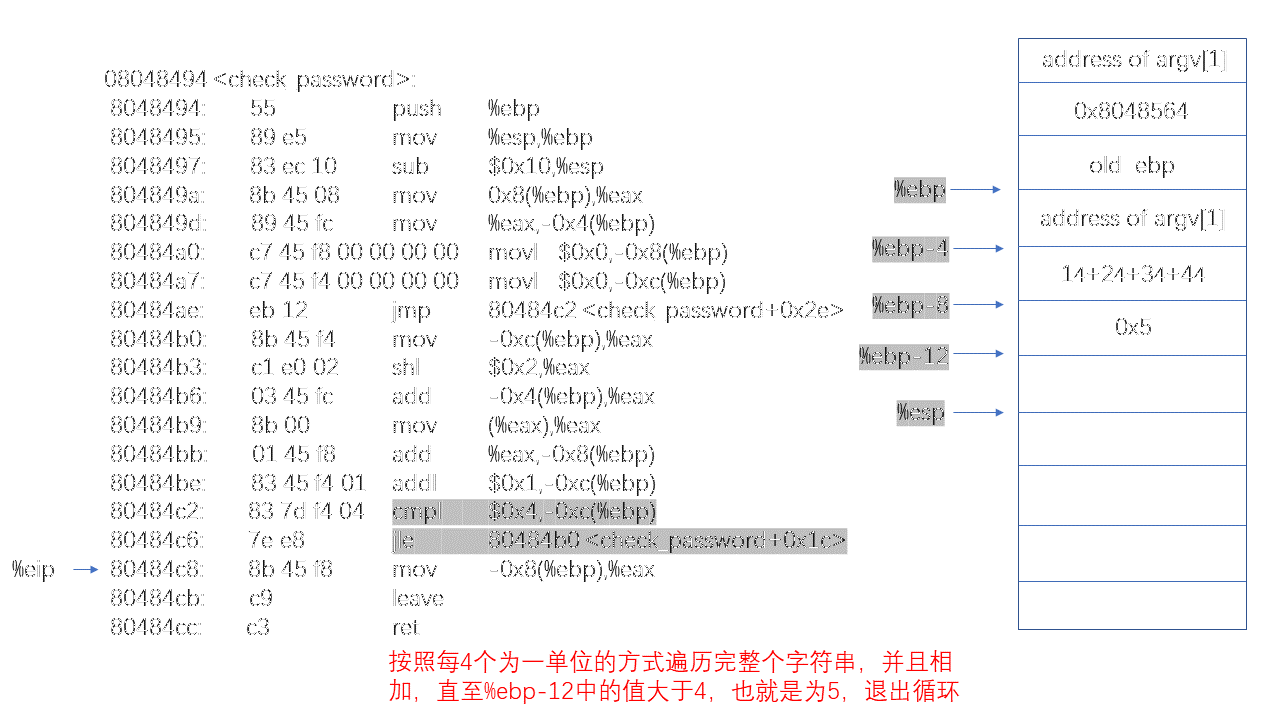 08048494 <check_password>:
8048494: 55 push %ebp
8048495: 89 e5 mov %esp,%ebp
8048497: 83 ec 10 sub $0x10,%esp
804849a: 8b 45 08 mov 0x8(%ebp),%eax
804849d: 89 45 fc mov %eax,-0x4(%ebp)
80484a0: c7 45 f8 00 00 00 00 movl $0x0,-0x8(%ebp)
80484a7: c7 45 f4 00 00 00 00 movl $0x0,-0xc(%ebp)
80484ae: eb 12 jmp 80484c2 <check_password+0x2e>
80484b0: 8b 45 f4 mov -0xc(%ebp),%eax
80484b3: c1 e0 02 shl $0x2,%eax
80484b6: 03 45 fc add -0x4(%ebp),%eax
80484b9: 8b 00 mov (%eax),%eax
80484bb: 01 45 f8 add %eax,-0x8(%ebp)
80484be: 83 45 f4 01 addl $0x1,-0xc(%ebp)
80484c2: 83 7d f4 04 cmpl $0x4,-0xc(%ebp)
80484c6: 7e e8 jle 80484b0 <check_password+0x1c>
%eip
80484c8: 8b 45 f8 mov -0x8(%ebp),%eax
80484cb: c9 leave
80484cc: c3 ret
按照每4个为一单位的方式遍历完整个字符串，并且相
加，直至%ebp-12中的值大于4，也就是为5，退出循环
%ebp
%ebp-4
%ebp-8
%ebp-12
%esp
address of argv[1]
0x8048564
old ebp
address of argv[1]
14+24+34+44
0x5